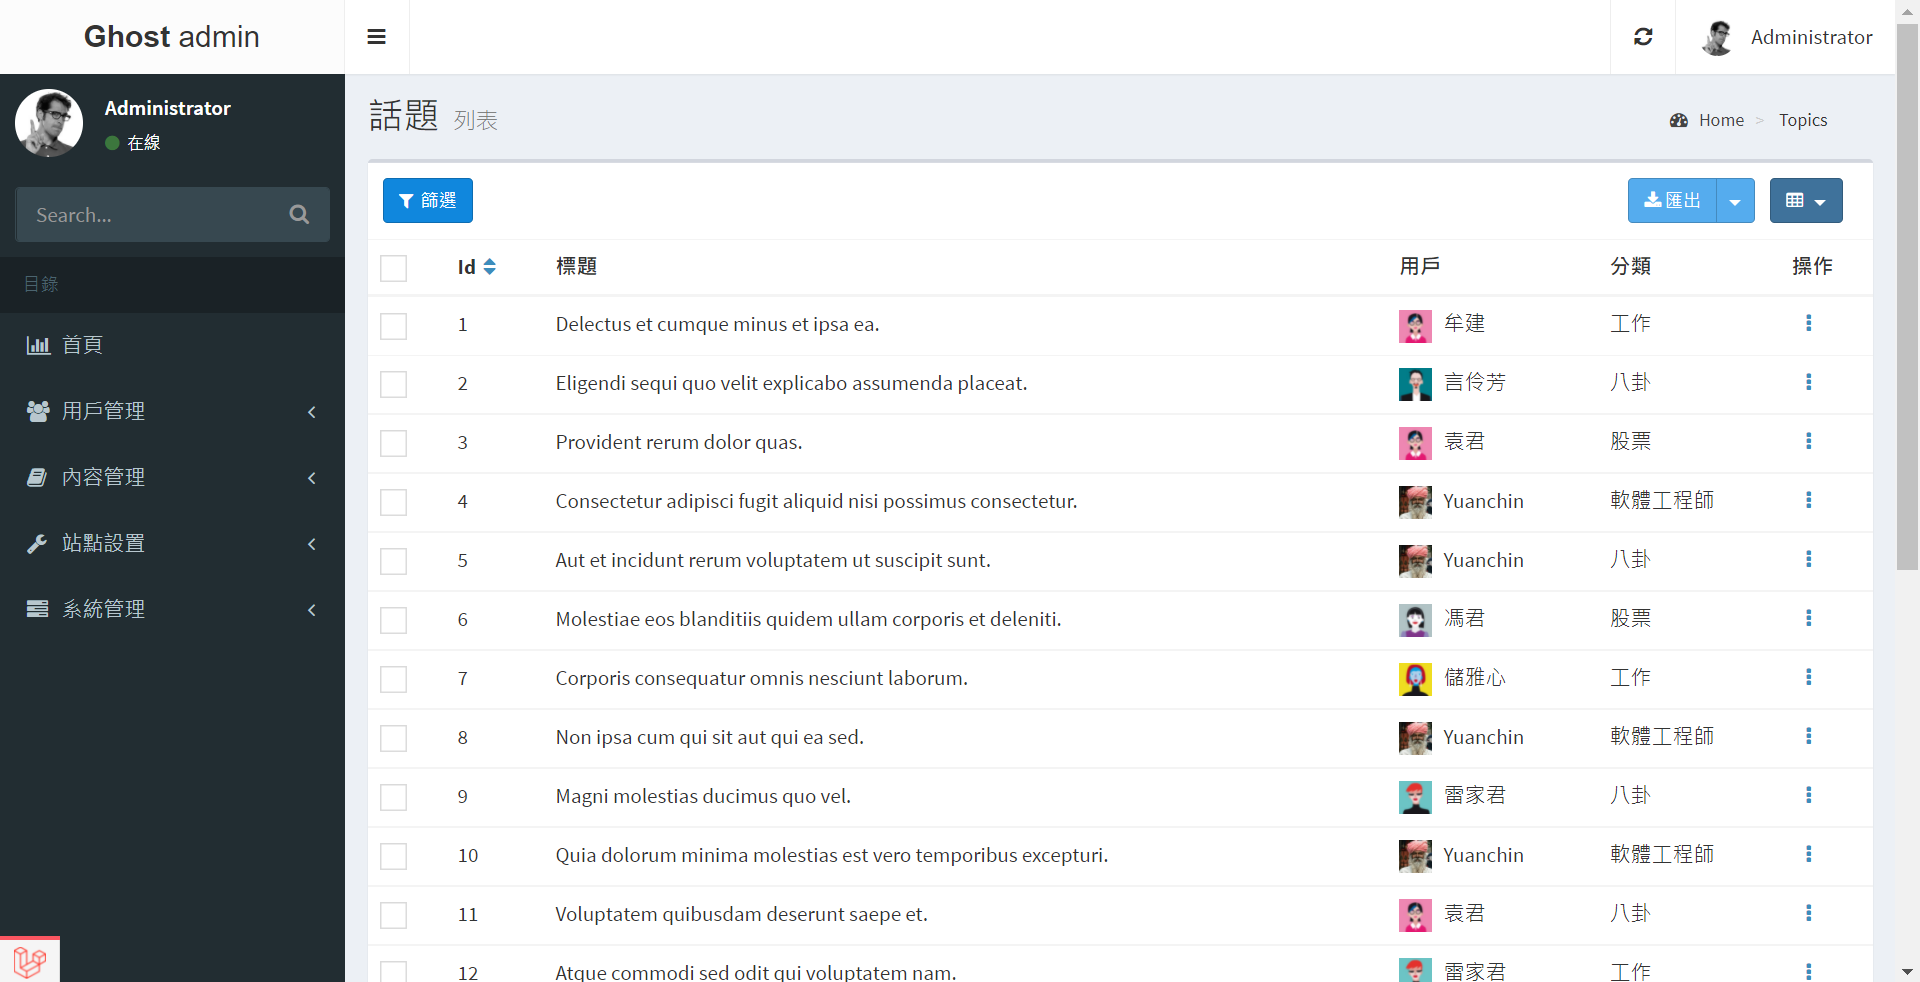 Ghost admin
Administrator
Administrator
在線
Search...
目錄
首頁
用戶管理
內容管理
站點設置
系統管理
話題 列表
Home > Topics
篩選
匯出
Id 標題 用戶 分類 操作
1 Delectus et cumque minus et ipsa ea. 牟建 工作
2 Eligendi sequi quo velit explicabo assumenda placeat. 言伶芳 八卦
3 Provident rerum dolor quas. 袁君 股票
4 Consectetur adipisci fugit aliquid nisi possimus consectetur. Yuanchin 軟體工程師
5 Aut et incidunt rerum voluptatem ut suscipit sunt. Yuanchin 八卦
6 Molestiae eos blanditiis quidem ullam corporis et deleniti. 馮君 股票
7 Corporis consequatur omnis nesciunt laborum. 儲雅心 工作
8 Non ipsa cum qui sit aut qui ea sed. Yuanchin 軟體工程師
9 Magni molestias ducimus quo vel. 雷家君 八卦
10 Quia dolorum minima molestias est vero temporibus excepturi. Yuanchin 軟體工程師
11 Voluptatem quibusdam deserunt saepe et. 袁君 八卦
12 Atque commodi sed odit qui voluptatem nam. 雷家君 工作